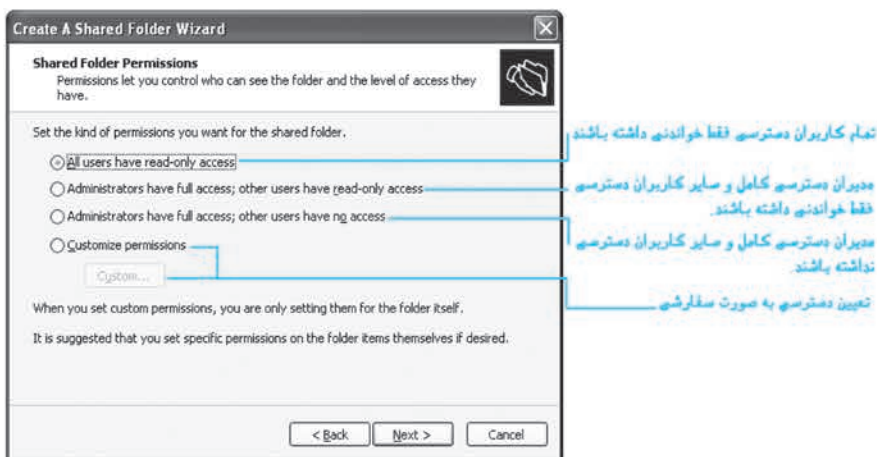 Create A Shared Folder Wizard
Shared Folder Permissions
Permissions let you control who can see the folder and the level of access they
have.
Set the kind of permissions you want for the shared folder.
All users have read-only access
Administrators have full access; other users have read-only access
Administrators have full access; other users have no access
Customize permissions
Custom...
When you set custom permissions, you are only setting them for the folder itself.
It is suggested that you set specific permissions on the folder items themselves if desired.
< Back
Next >
Cancel
تمام کاربران دسترسی فقط خواندنی داشته باشند
مدیران دسترسی کامل و سایر کاربران دسترسی
فقط خواندنی داشته باشند.
مدیران دسترسی کامل و سایر کاربران دسترسی
نداشته باشند.
تعیین دسترسی به صورت سفارشی